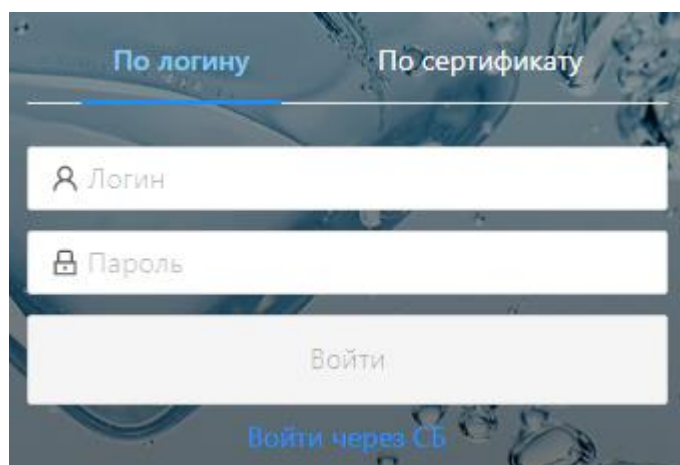 По логину По сертификату
Логин
Пароль
Войти
Войти через СБ